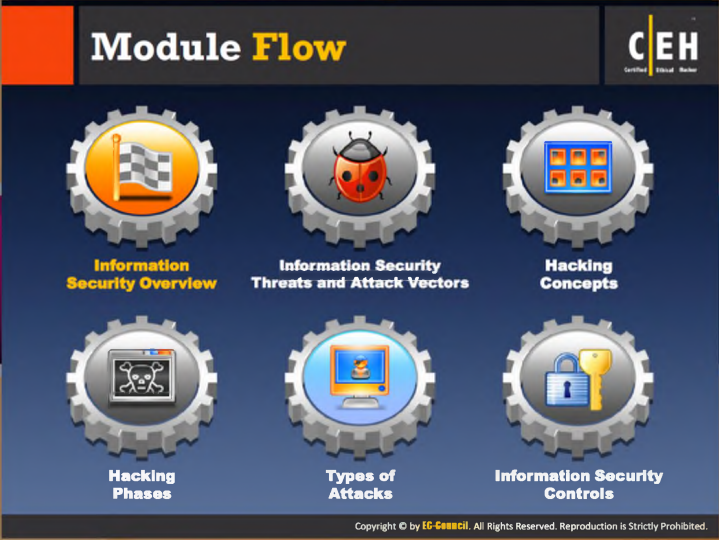 Module Flow
CEH
Certified Ethical Hacker
Information
Security Overview
Information Security
Threats and Attack Vectors
Hacking
Concepts
Hacking
Phases
Types of
Attacks
Information Security
Controls
Copyright © by EC-Council. All Rights Reserved. Reproduction is Strictly Prohibited.